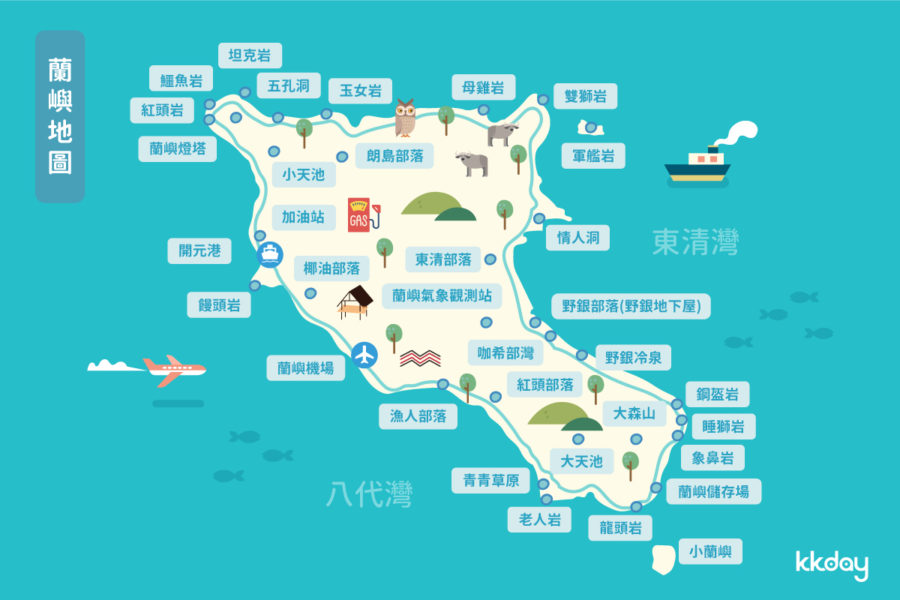 蘭嶼地圖
坦克岩
鱷魚岩
五孔洞
玉女岩
母雞岩
雙獅岩
紅頭岩
蘭嶼燈塔
朗島部落
軍艦岩
小天池
加油站
GAS
情人洞
東清灣
開元港
椰油部落
東清部落
饅頭岩
蘭嶼氣象觀測站
野銀部落(野銀地下屋)
蘭嶼機場
咖希部灣
野銀冷泉
紅頭部落
鋼盔岩
漁人部落
大森山
睡獅岩
大天池
象鼻岩
青青草原
蘭嶼儲存場
八代灣
老人岩
龍頭岩
小蘭嶼
kkday